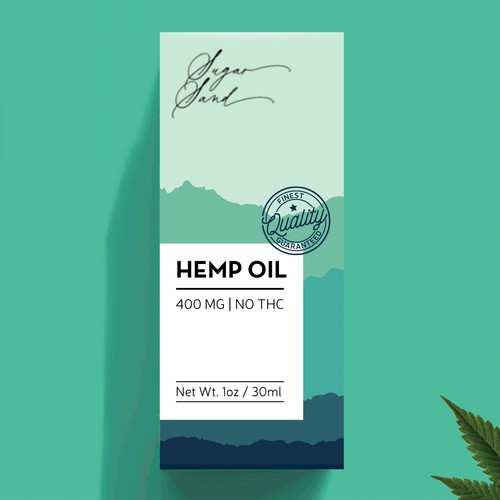 Sugar
Sand
FINEST
Quality
GUARANTEED
HEMP OIL
400 MG | NO THC
Net Wt. 1oz / 30ml